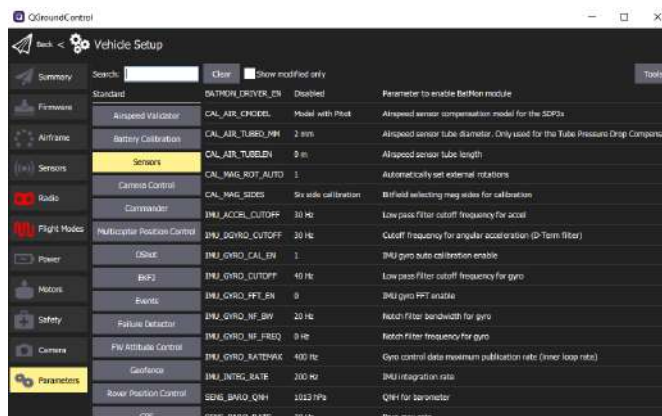 QGroundControl
Back < Vehicle Setup
Search: Clear Show modified only Tools
Summary
Firmware
Airframe
Sensors
Radio
Flight Modes
Power
Motors
Safety
Camera
Parameters
Standard
Airspeed Validator
Battery Calibration
Sensors
Camera Control
Commander
Multicopter Position Control
DShot
EKF2
Events
Failure Detector
FW Attitude Control
Geofence
Rover Position Control
GPS
BATMON_DRIVER_EN Disabled Parameter to enable BatMon module
CAL_AIR_CMODEL Model with Pitot Airspeed sensor compensation model for the SDP3x
CAL_AIR_TUBED_MM 2 mm Airspeed sensor tube diameter. Only used for the Tube Pressure Drop Compensa
CAL_AIR_TUBELEN 0 m Airspeed sensor tube length
CAL_MAG_ROT_AUTO 1 Automatically set external rotations
CAL_MAG_SIDES Six side calibration Bitfield selecting mag sides for calibration
IMU_ACCEL_CUTOFF 30 Hz Low pass filter cutoff frequency for accel
IMU_DGYRO_CUTOFF 30 Hz Cutoff frequency for angular acceleration (D-Term filter)
IMU_GYRO_CAL_EN 1 IMU gyro auto calibration enable
IMU_GYRO_CUTOFF 40 Hz Low pass filter cutoff frequency for gyro
IMU_GYRO_FFT_EN 0 IMU gyro FFT enable
IMU_GYRO_NF_BW 20 Hz Notch filter bandwidth for gyro
IMU_GYRO_NF_FREQ 0 Hz Notch filter frequency for gyro
IMU_GYRO_RATEMAX 400 Hz Gyro control data maximum publication rate (inner loop rate)
IMU_INTEG_RATE 200 Hz IMU integration rate
SENS_BARO_QNH 1013 hPa QNH for barometer
SENS_BARO_RATE